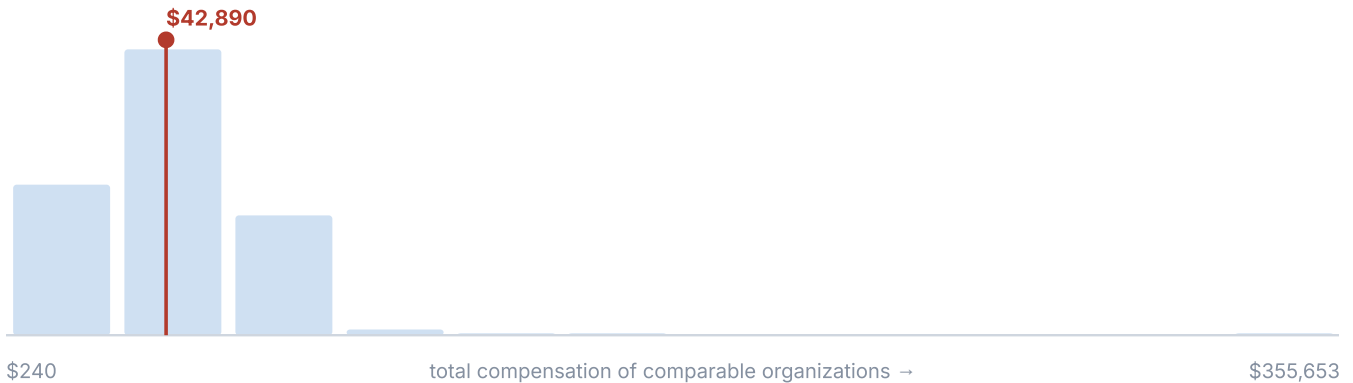 $42,890
$240 total compensation of comparable organizations → $355,653